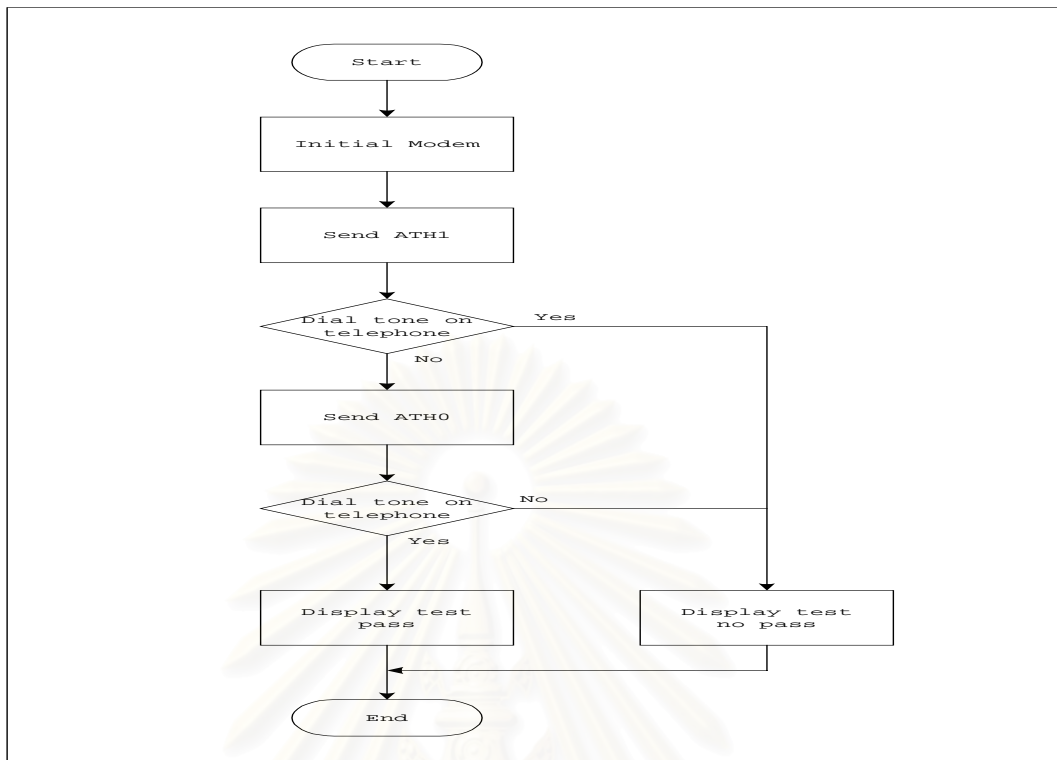 Start
Initial Modem
Send ATH1
Dial tone on
telephone
Yes
No
Send ATH0
Dial tone on
telephone
No
Yes
Display test
pass
Display test
no pass
End